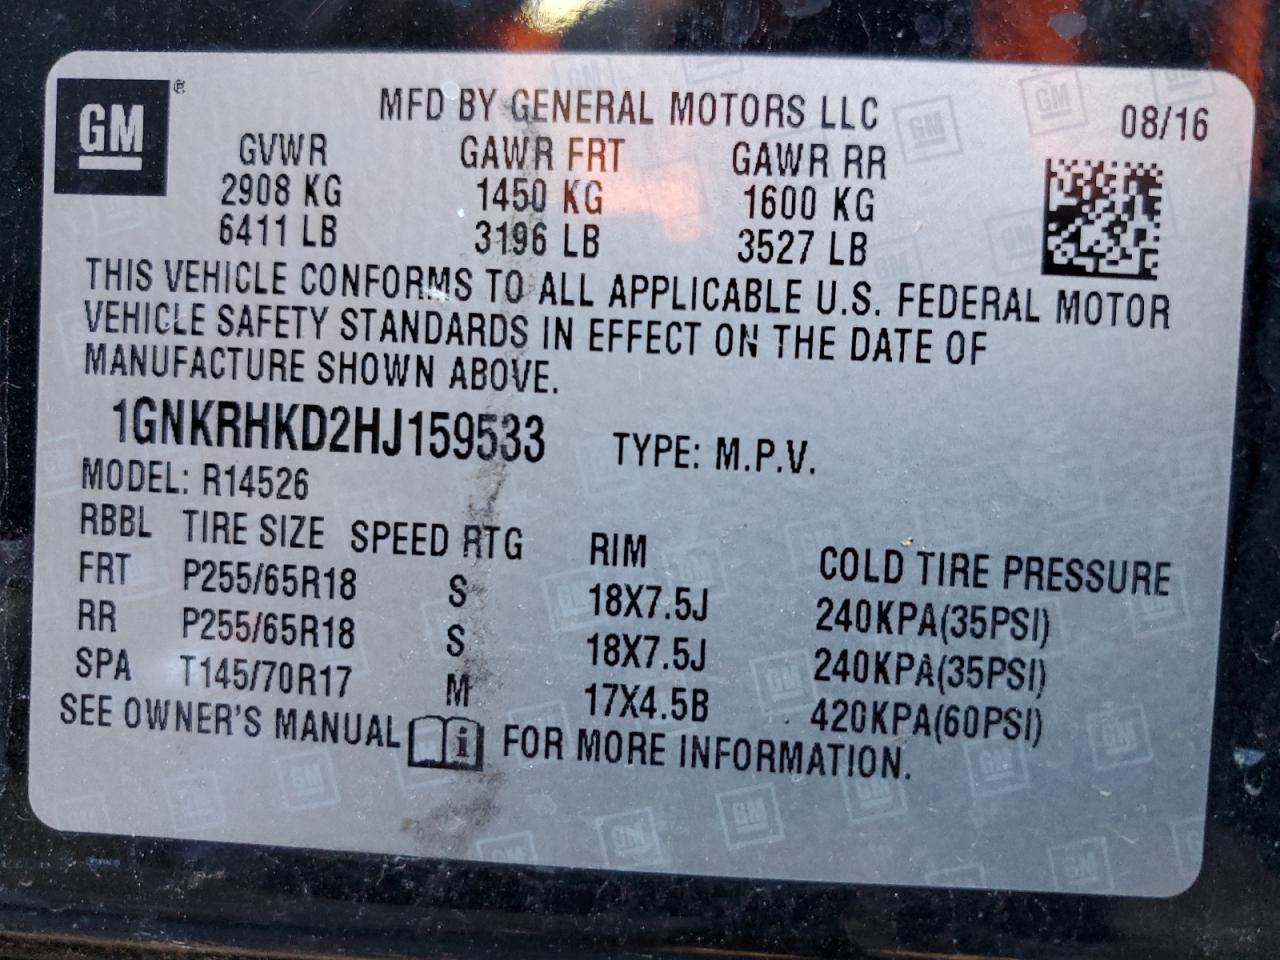 GM ®
MFD BY GENERAL MOTORS LLC 08/16
GVWR GAWR FRT GAWR RR
2908 KG 1450 KG 1600 KG
6411 LB 3196 LB 3527 LB
THIS VEHICLE CONFORMS TO ALL APPLICABLE U.S. FEDERAL MOTOR
VEHICLE SAFETY STANDARDS IN EFFECT ON THE DATE OF
MANUFACTURE SHOWN ABOVE.
1GNKRHKD2HJ159533 TYPE: M.P.V.
MODEL: R14526
RBBL TIRE SIZE SPEED RTG RIM COLD TIRE PRESSURE
FRT P255/65R18 S 18X7.5J 240KPA(35PSI)
RR P255/65R18 S 18X7.5J 240KPA(35PSI)
SPA T145/70R17 M 17X4.5B 420KPA(60PSI)
SEE OWNER'S MANUAL i FOR MORE INFORMATION.